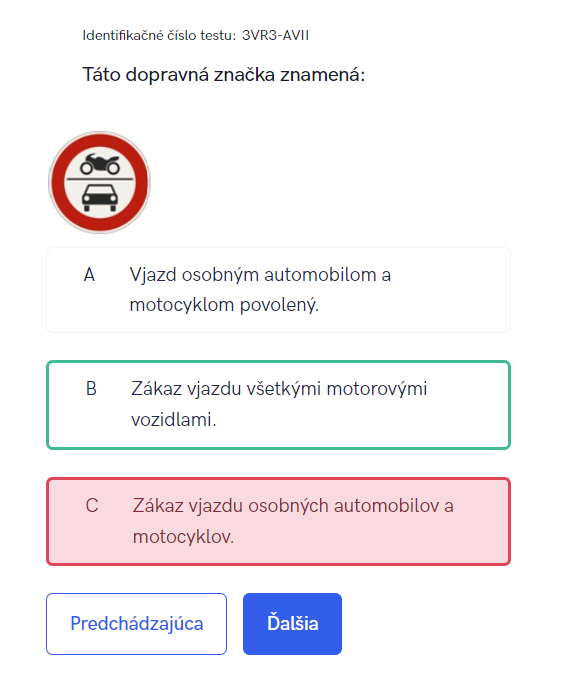 Identifikačné číslo testu: 3VR3-AVII
Táto dopravná značka znamená:
A Vjazd osobným automobilom a
motocyklom povolený.
B Zákaz vjazdu všetkými motorovými
vozidlami.
C Zákaz vjazdu osobných automobilov a
motocyklov.
Predchádzajúca Ďalšia